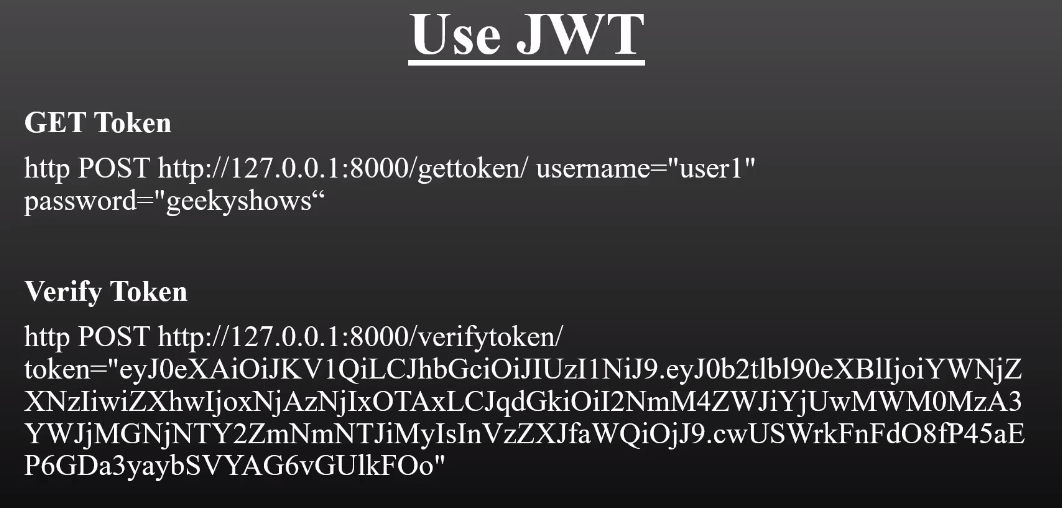 Use JWT
GET Token
http POST http://127.0.0.1:8000/gettoken/ username="user1"
password="geekyshows“
Verify Token
http POST http://127.0.0.1:8000/verifytoken/
token="eyJ0eXAiOiJKV1QiLCJhbGciOiJIUzI1NiJ9.eyJ0b2tlbl90eXBlIjoiYWNjZ
XNzIiwiZXhwIjoxNjAzNjIxOTAxLCJqdGkiOiI2NmM4ZWJiYjUwMWM0MzA3
YWJjMGNjNTY2ZmNmNTJiMyIsInVzZXJfaWQiOjJ9.cwUSWrkFnFdO8fP45aE
P6GDa3yaybSVYAG6vGUlkFOo"